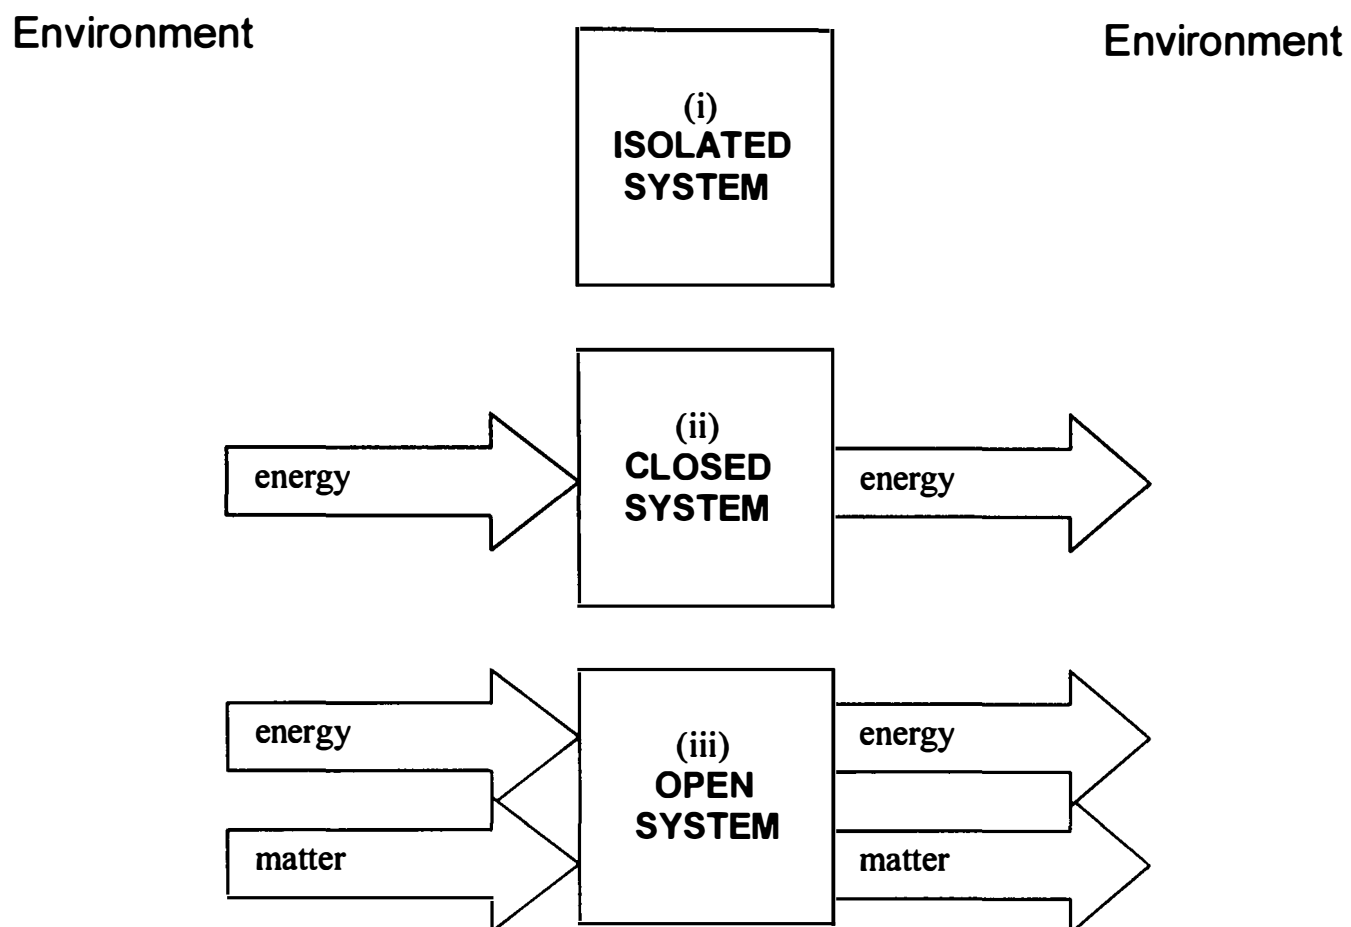 Environment
Environment
(i)
ISOLATED
SYSTEM
(ii)
CLOSED
SYSTEM
energy
energy
(iii)
OPEN
SYSTEM
energy
energy
matter
matter